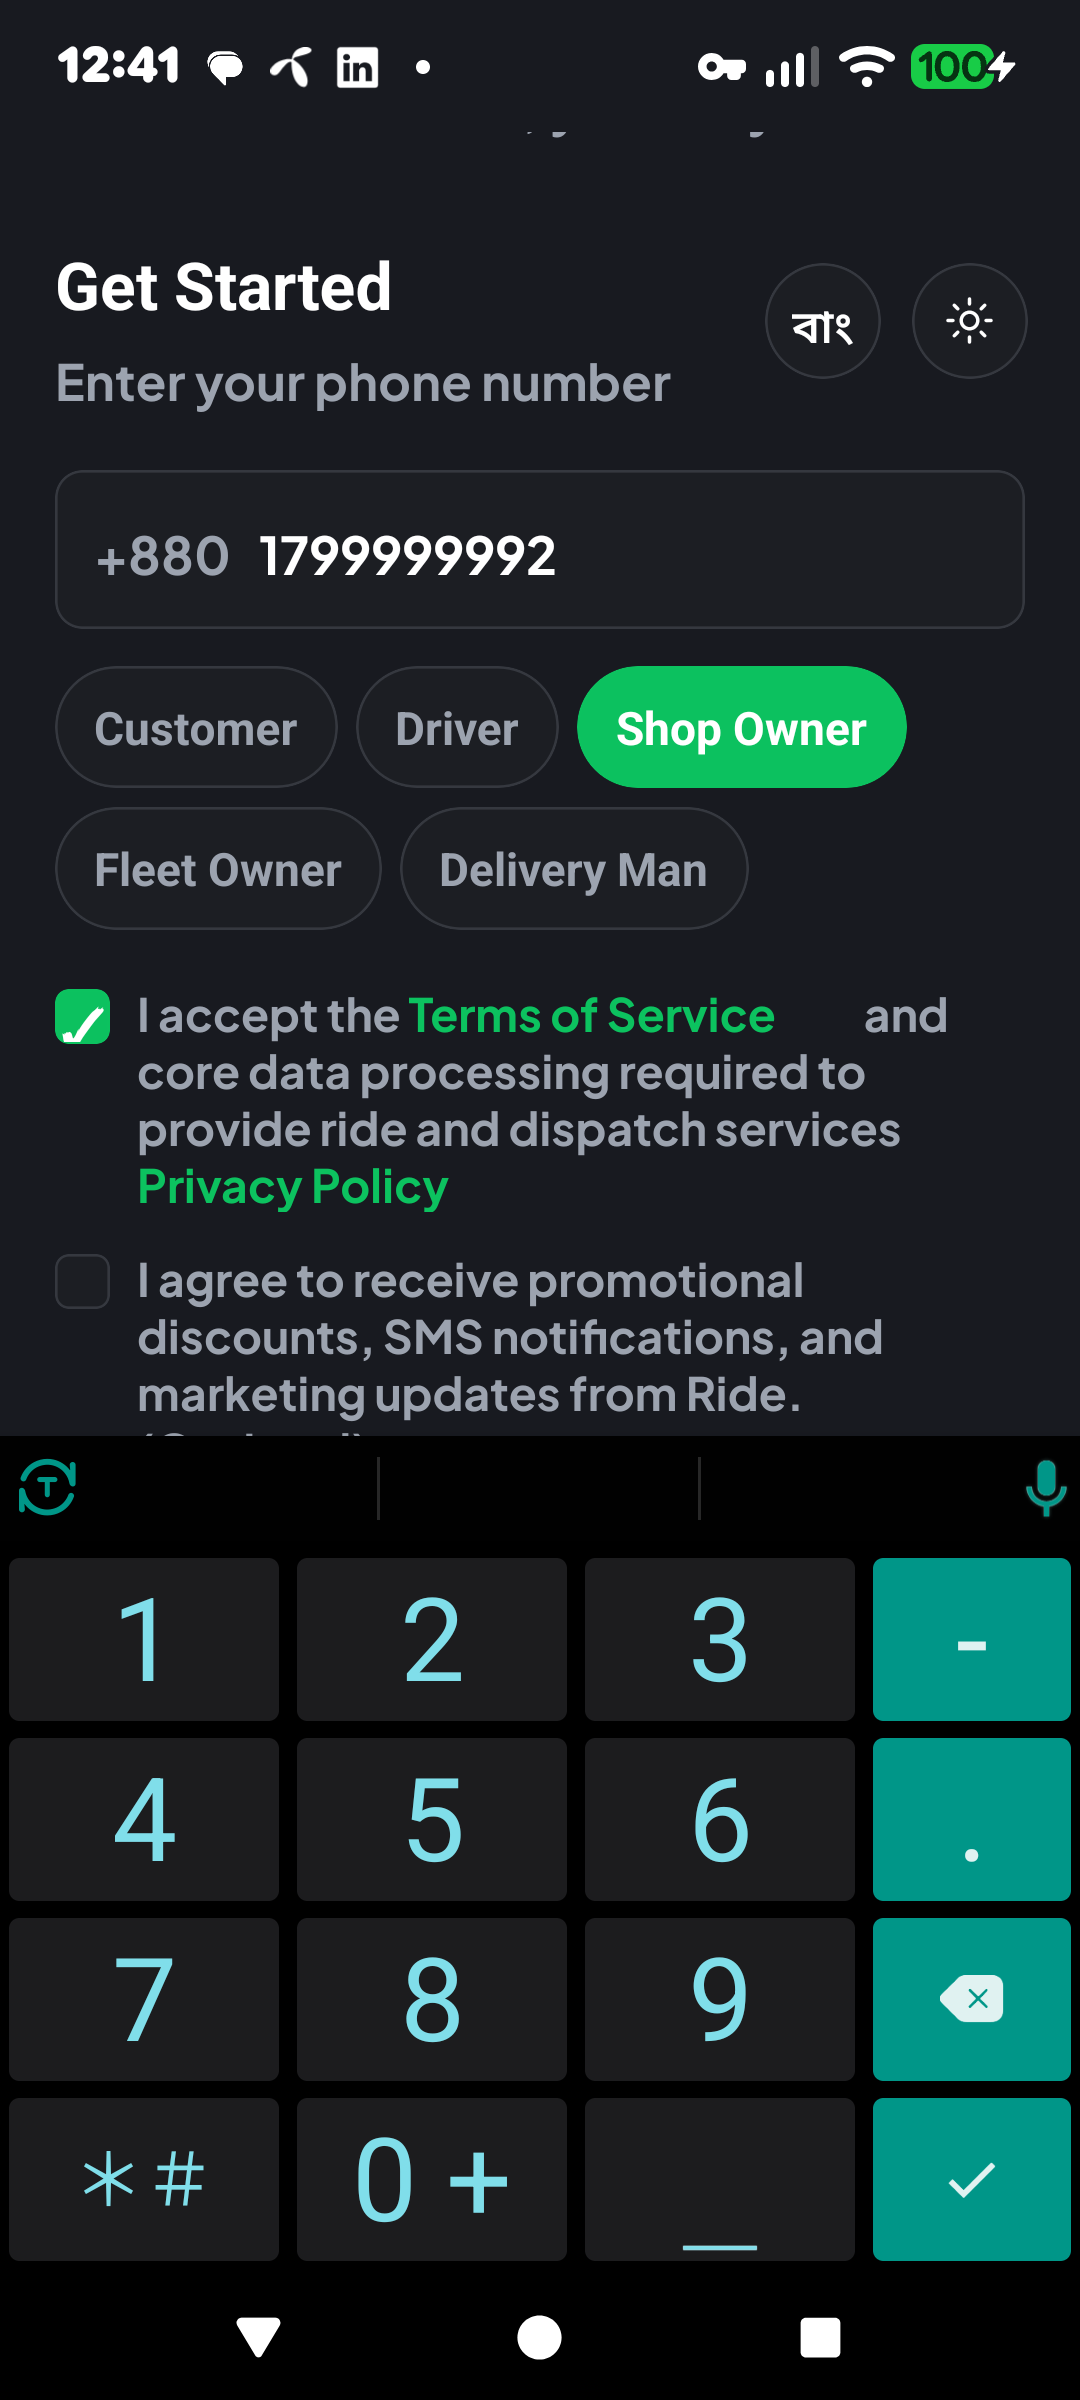 12:41
100
Get Started
বাং
Enter your phone number
+880 1799999992
Customer
Driver
Shop Owner
Fleet Owner
Delivery Man
I accept the Terms of Service and
core data processing required to
provide ride and dispatch services
Privacy Policy
I agree to receive promotional
discounts, SMS notifications, and
marketing updates from Ride.
1
2
3
-
4
5
6
.
7
8
9
*#
0 +